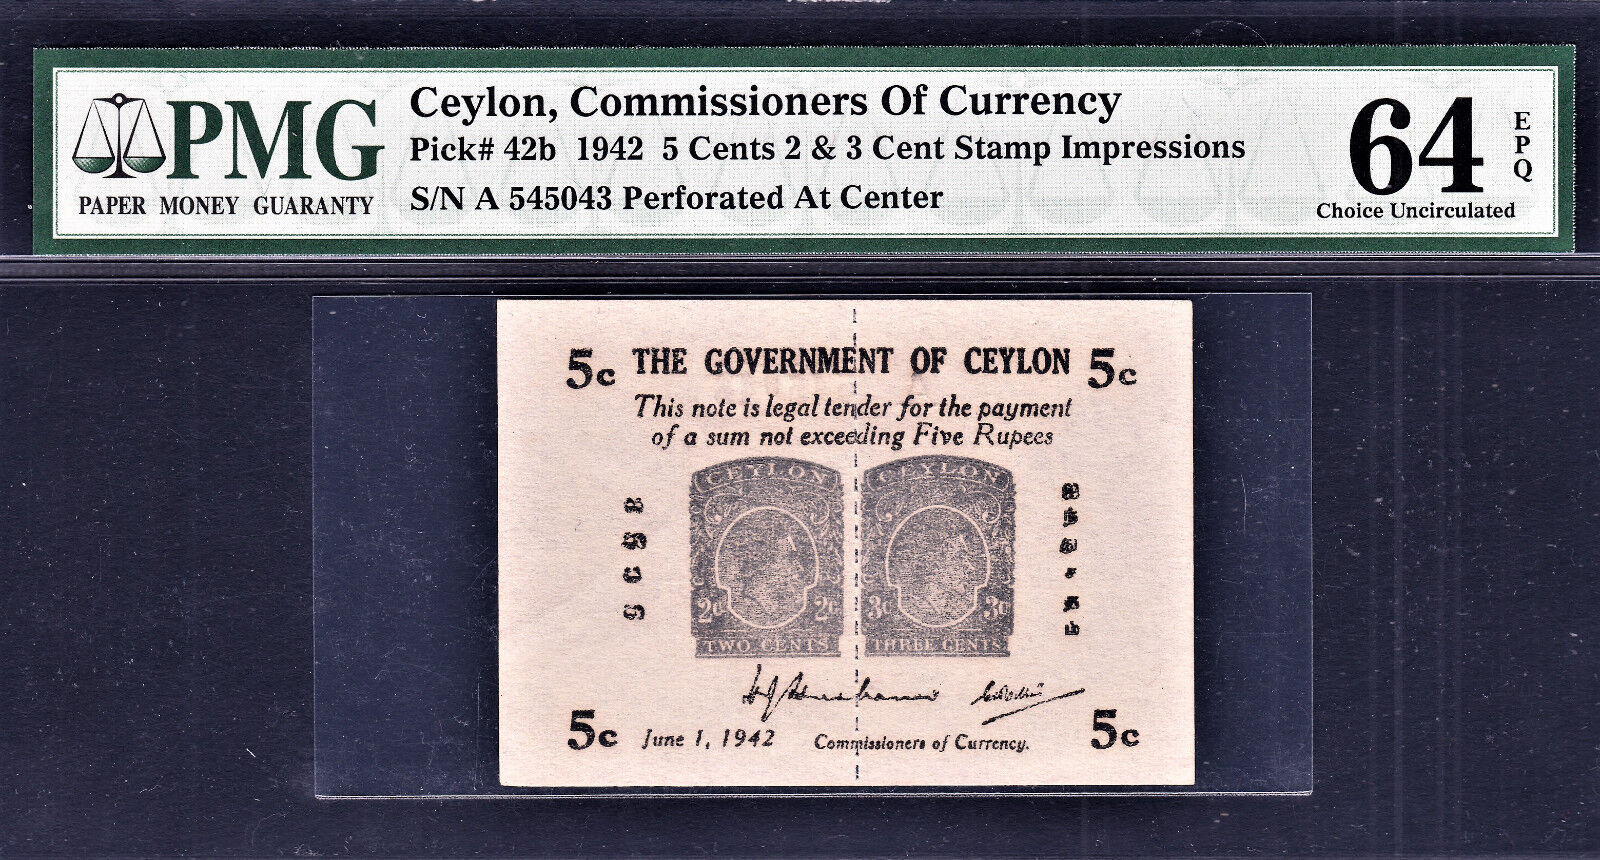 PMG
PAPER MONEY GUARANTY
Ceylon, Commissioners Of Currency
Pick# 42b 1942 5 Cents 2 & 3 Cent Stamp Impressions
S/N A 545043 Perforated At Center
64
EPQ
Choice Uncirculated
5c THE GOVERNMENT OF CEYLON 5c
This note is legal tender for the payment
of a sum not exceeding Five Rupees
CEYLON CEYLON
2c 2c 3c 3c
TWO CENTS THREE CENTS
5c June 1, 1942 Commissioners of Currency. 5c